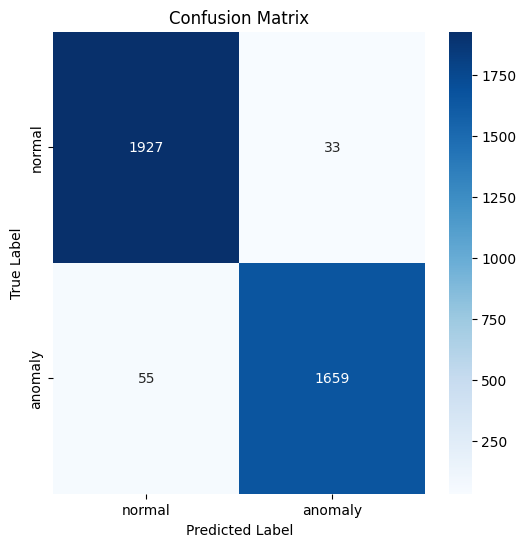 Confusion Matrix
True Label
normal
1927 33
anomaly
55 1659
normal anomaly
Predicted Label
1750
1500
1250
1000
750
500
250